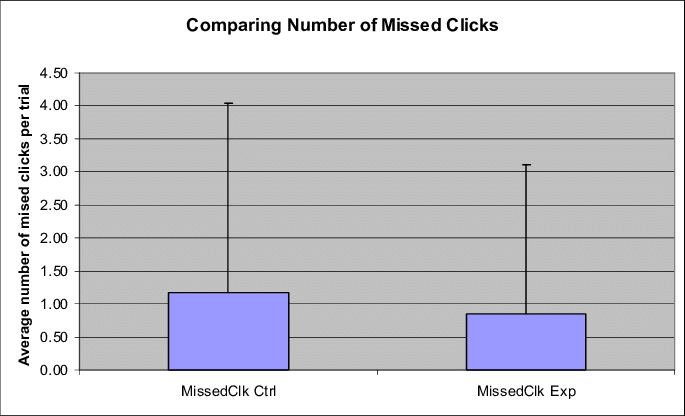 Comparing Number of Missed Clicks
Average number of mised clicks per trial
4.50
4.00
3.50
3.00
2.50
2.00
1.50
1.00
0.50
0.00
MissedClk Ctrl
MissedClk Exp